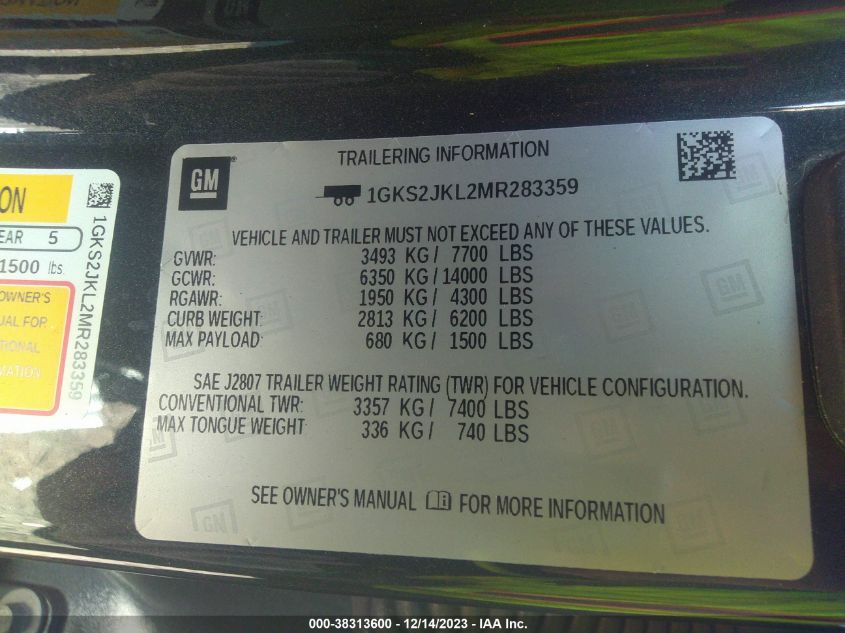 GM
TRAILERING INFORMATION
1GKS2JKL2MR283359
VEHICLE AND TRAILER MUST NOT EXCEED ANY OF THESE VALUES.
GVWR: 3493 KG/ 7700 LBS
GCWR: 6350 KG/14000 LBS
RGAWR: 1950 KG/ 4300 LBS
CURB WEIGHT: 2813 KG/ 6200 LBS
MAX PAYLOAD: 680 KG/ 1500 LBS
SAE J2807 TRAILER WEIGHT RATING (TWR) FOR VEHICLE CONFIGURATION.
CONVENTIONAL TWR: 3357 KG/ 7400 LBS
MAX TONGUE WEIGHT 336 KG/ 740 LBS
SEE OWNER'S MANUAL FOR MORE INFORMATION
ON
EAR 5
1500 lbs.
OWNER'S
UAL FOR
TIONAL
MATION
1GKS2JKL2MR283359
000-38313600 - 12/14/2023 - IAA Inc.